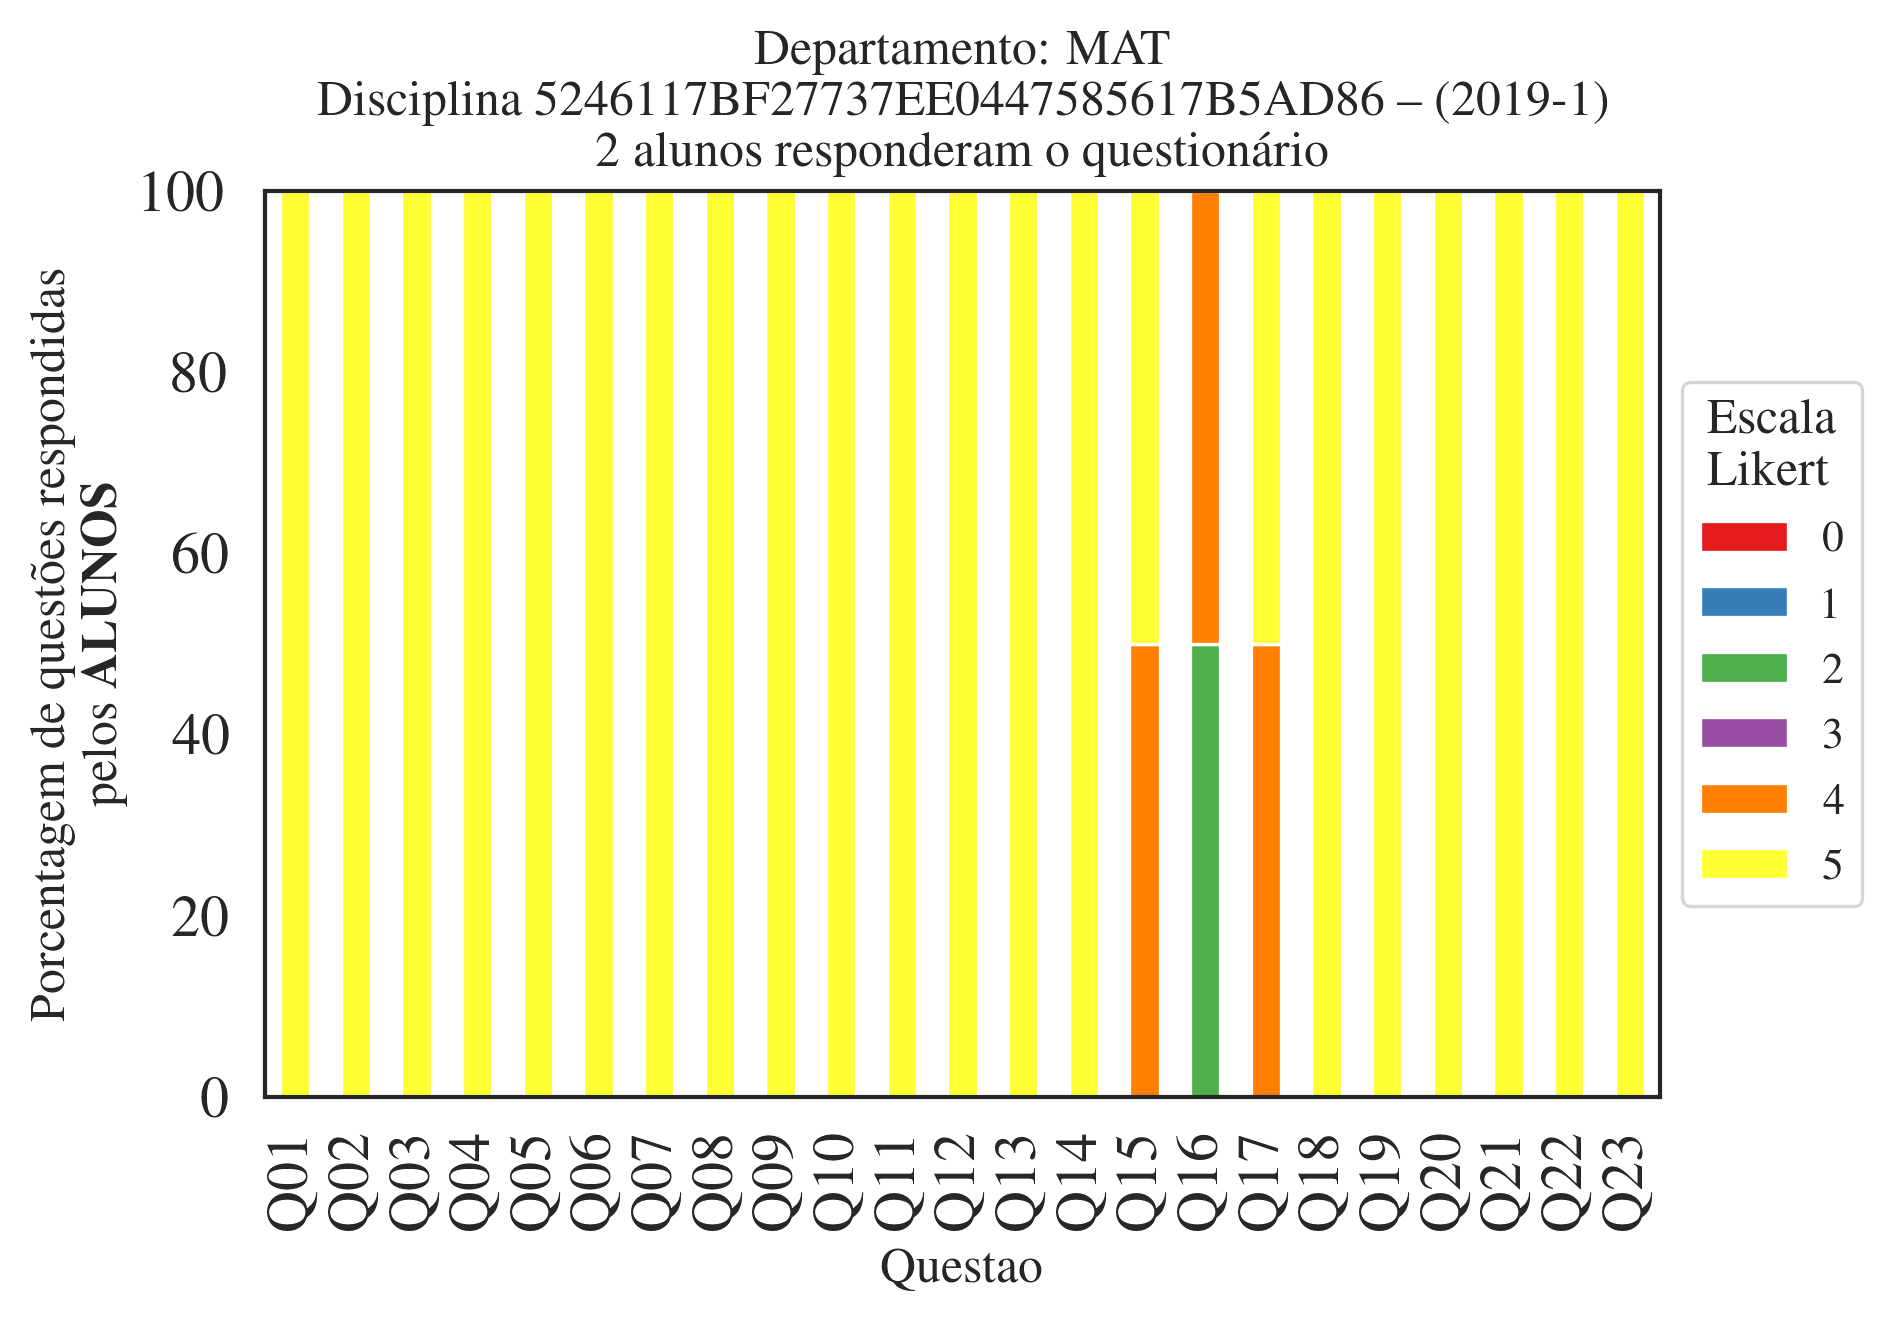 Departamento: MAT
Disciplina 5246117BF27737EE0447585617B5AD86 – (2019-1)
2 alunos responderam o questionário
Porcentagem de questões respondidas
pelos ALUNOS
100
80
60
40
20
0
Q01
Q02
Q03
Q04
Q05
Q06
Q07
Q08
Q09
Q10
Q11
Q12
Q13
Q14
Q15
Q16
Q17
Q18
Q19
Q20
Q21
Q22
Q23
Questao
Escala
Likert
0
1
2
3
4
5